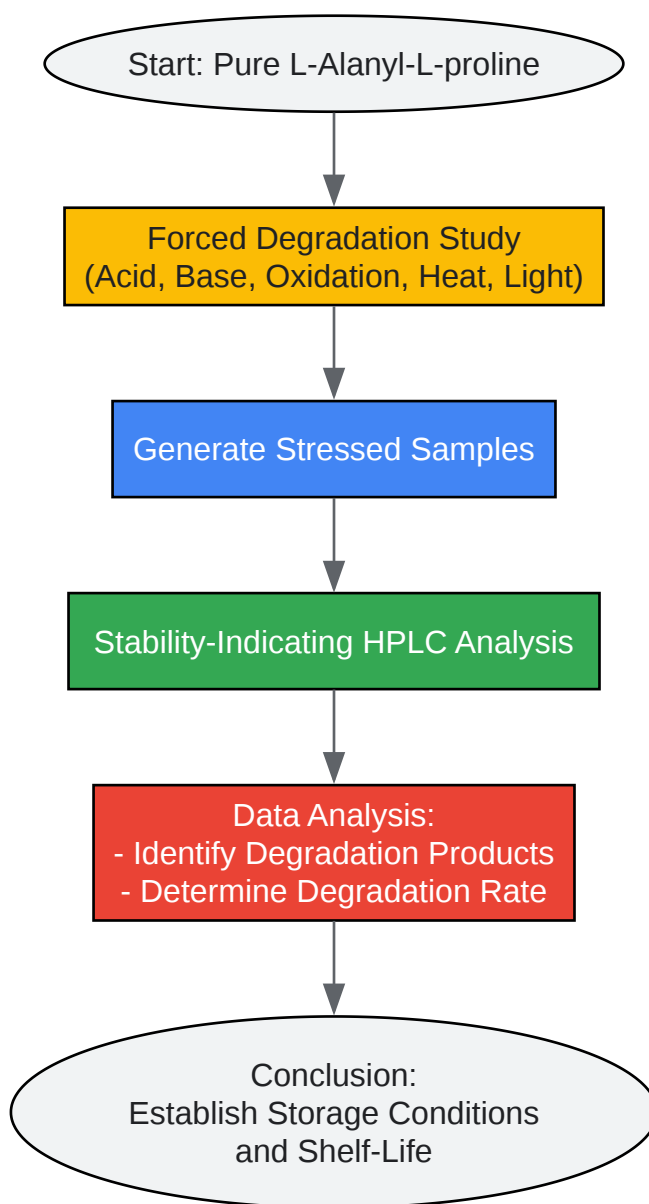 Start: Pure L-Alanyl-L-proline
Forced Degradation Study
(Acid, Base, Oxidation, Heat, Light)
Generate Stressed Samples
Stability-Indicating HPLC Analysis
Data Analysis:
- Identify Degradation Products
- Determine Degradation Rate
Conclusion:
Establish Storage Conditions
and Shelf-Life